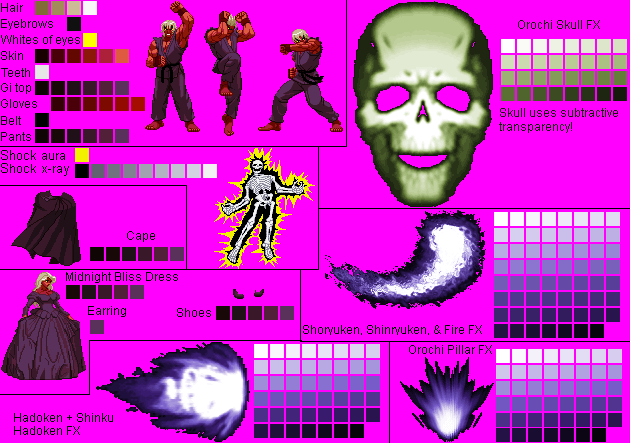 Hair
Eyebrows
Whites of eyes
Skin
Teeth
Gi top
Gloves
Belt
Pants
Orochi Skull FX
Skull uses subtractive
transparency!
Shock aura
Shock x-ray
Cape
Midnight Bliss Dress
Earring
Shoes
Shoryuken, Shinryuken, & Fire FX
Orochi Pillar FX
Hadoken + Shinku
Hadoken FX